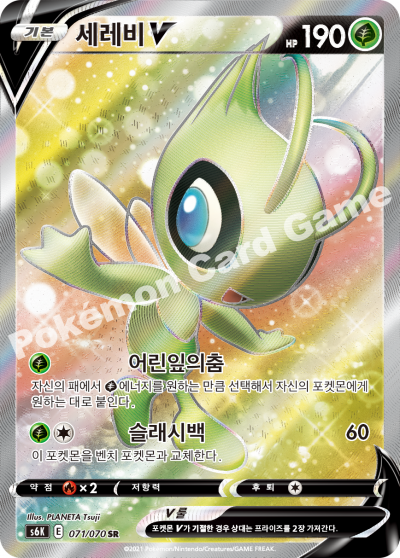 기본 세레비 V HP 190
Pokémon Card Game
어린잎의춤
자신의 패에서 에너지를 원하는 만큼 선택해서 자신의 포켓몬에게
원하는 대로 붙인다.
슬래시백 60
이 포켓몬을 벤치 포켓몬과 교체한다.
약점 ×2 저항력 후퇴
Illus. PLANETA Tsuji
s6K E 071/070 SR
V룰
포켓몬 V가 기절한 경우 상대는 프라이즈를 2장 가져간다.
©2021 Pokémon/Nintendo/Creatures/GAME FREAK.